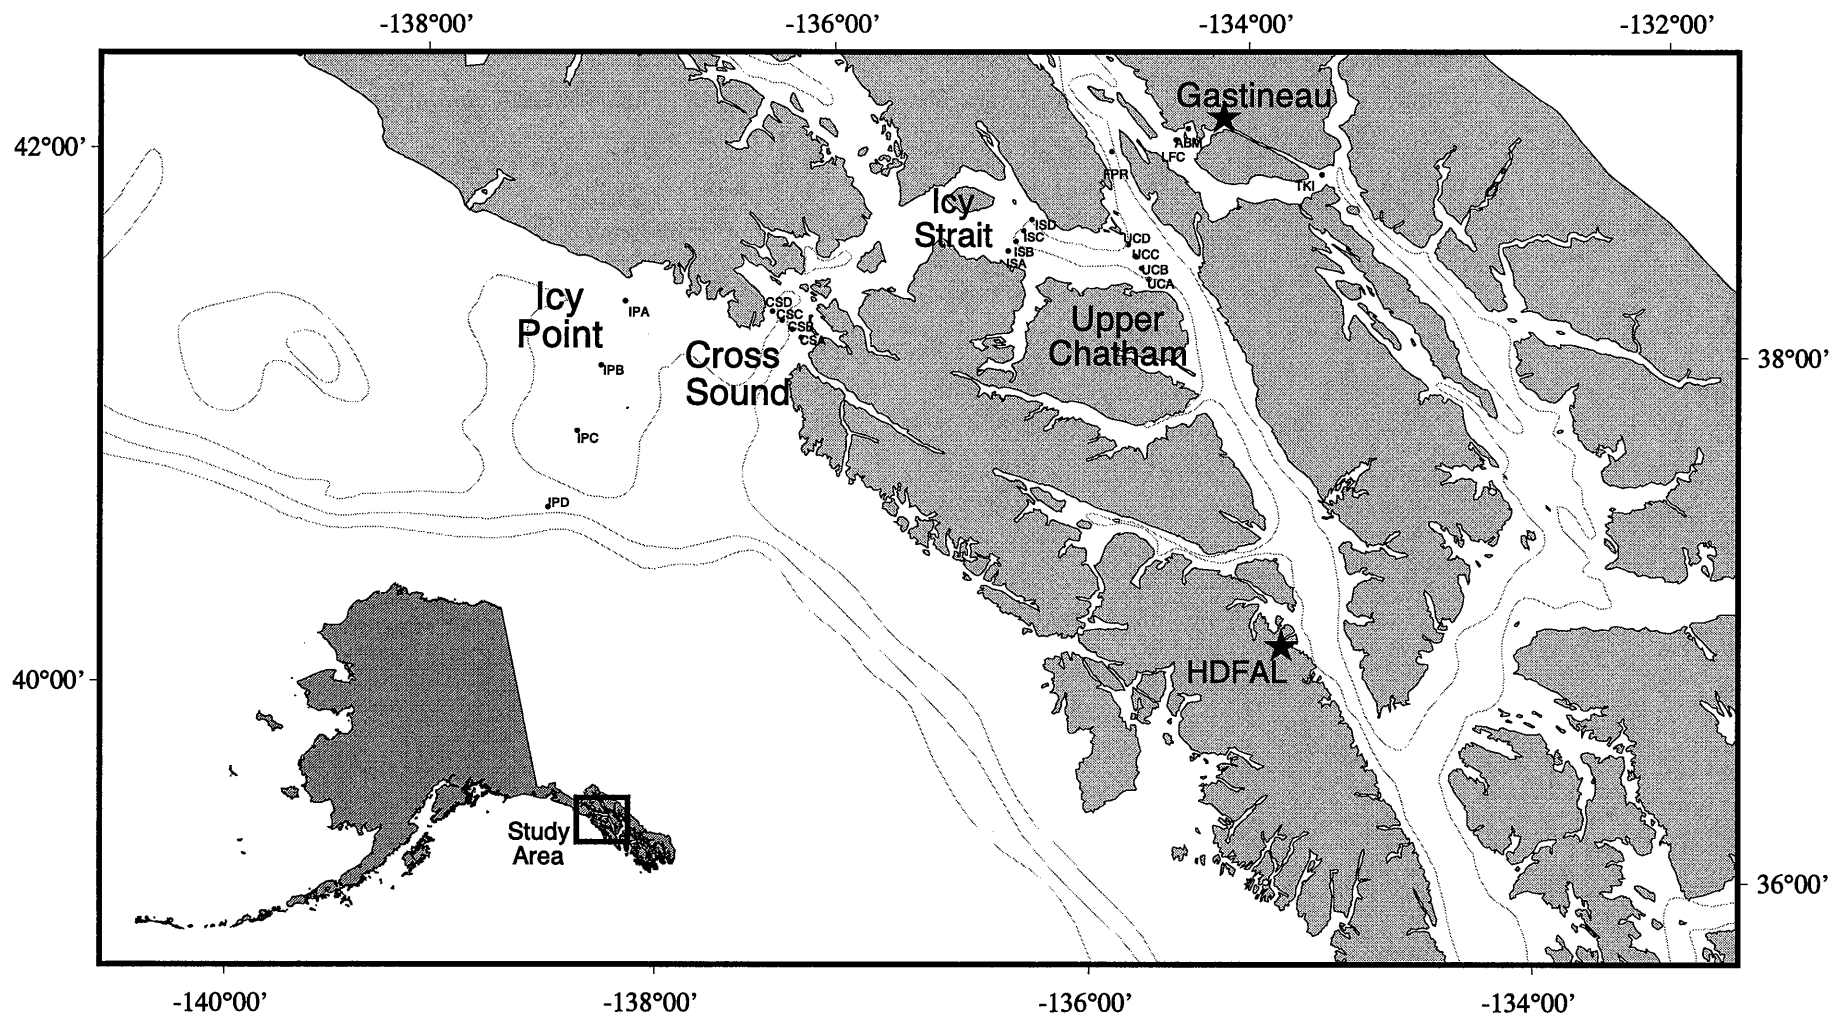 -138°00'
-136°00'
-134°00'
-132°00'
Gastineau
42°00'
ABM
LFC
FPR
TKI
Icy
Strait
ISD
ISC
ISB
ISA
UCD
UCC
UCB
UCA
Icy
Point
IPA
CSD
CSC
CSB
CSA
Upper
Chatham
Cross
Sound
38°00'
IPB
IPC
IPD
HDFAL
40°00'
Study
Area
36°00'
-140°00'
-138°00'
-136°00'
-134°00'